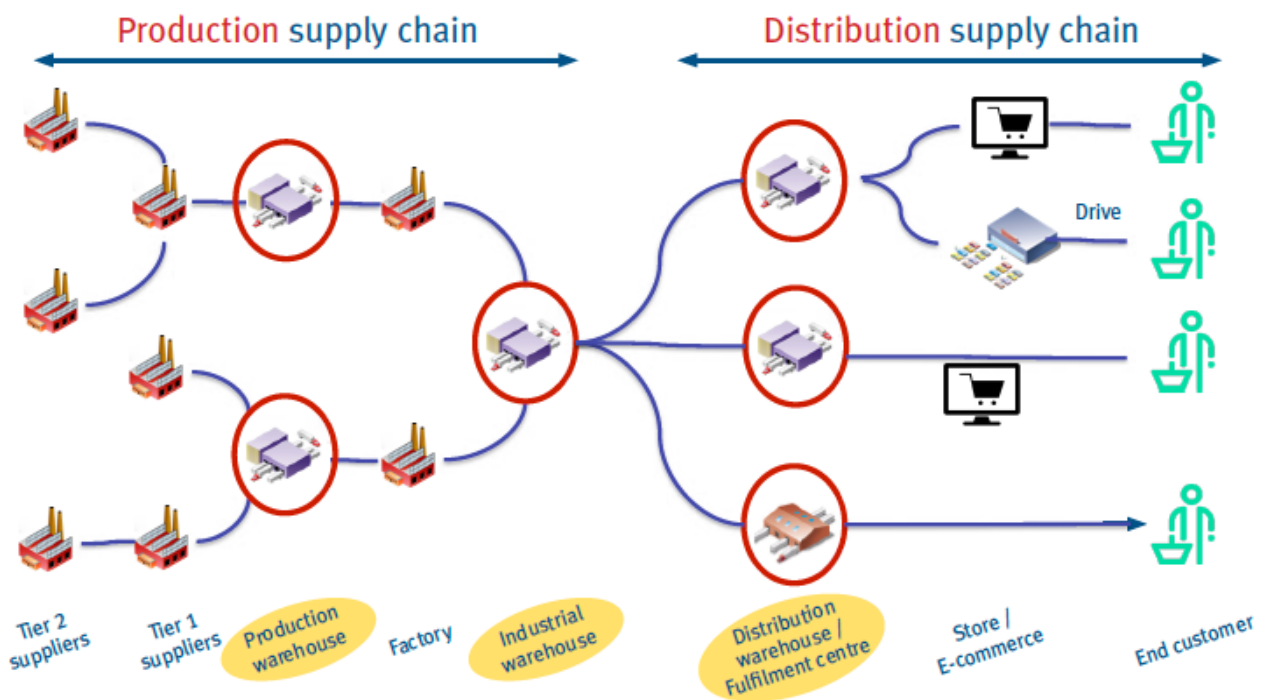 Production supply chain
Distribution supply chain
Drive
Tier 2
suppliers
Tier 1
suppliers
Production
warehouse
Factory
Industrial
warehouse
Distribution
warehouse /
Fulfilment centre
Store /
E-commerce
End customer